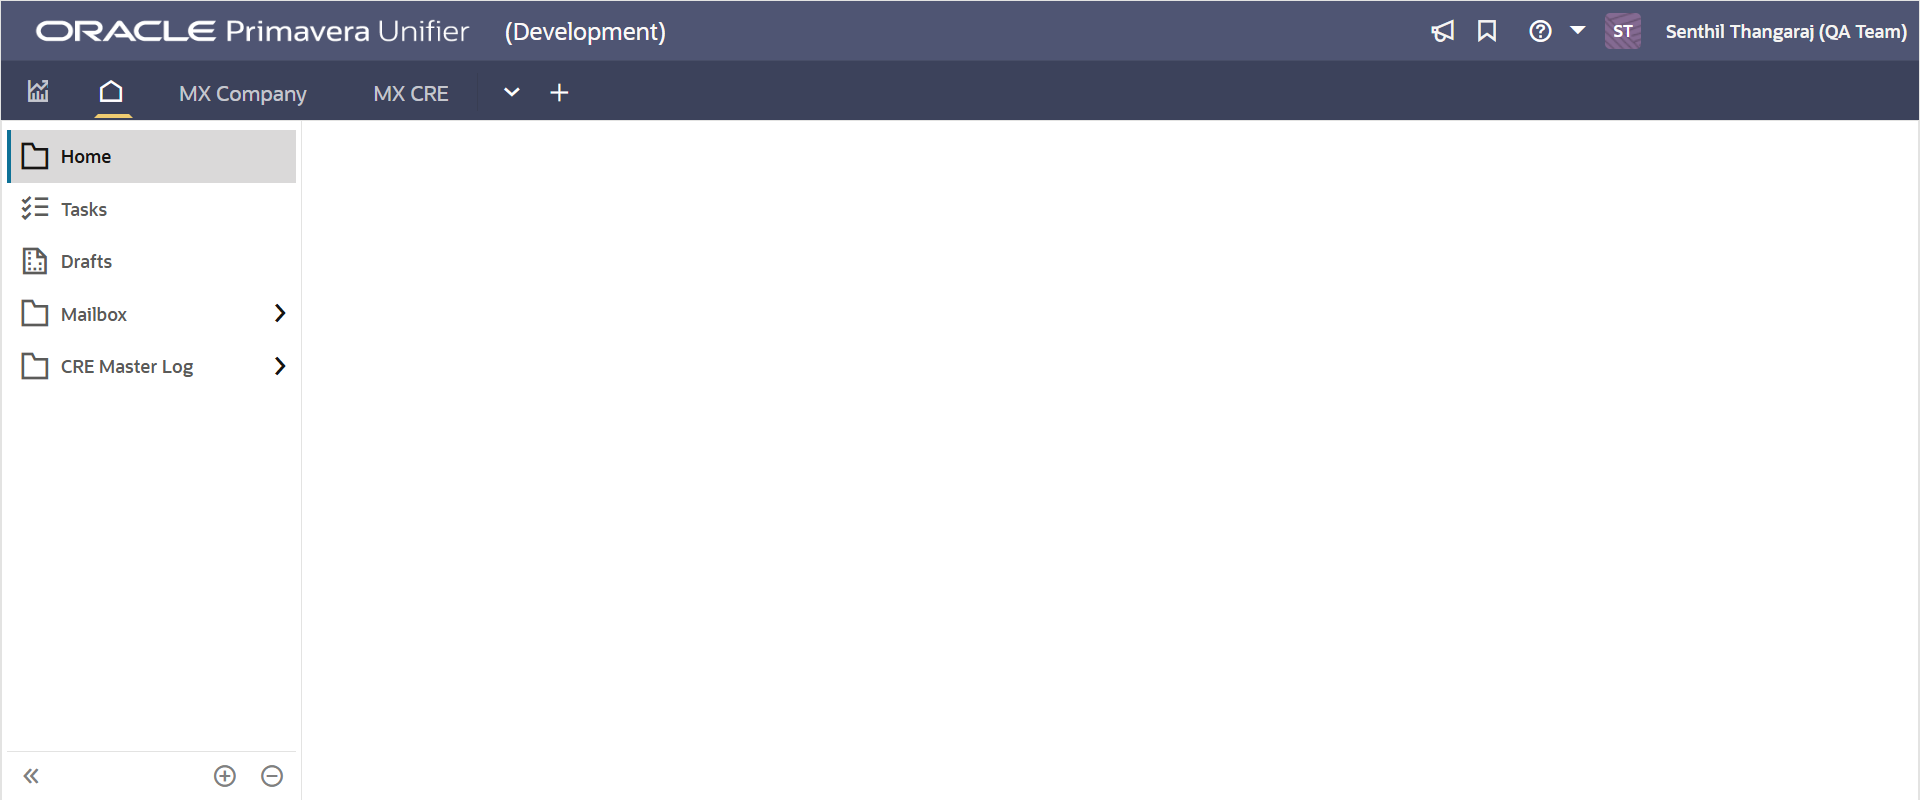 ORACLE Primavera Unifier (Development) ST Senthil Thangaraj (QA Team)
MX Company MX CRE
Home
Tasks
Drafts
Mailbox
CRE Master Log